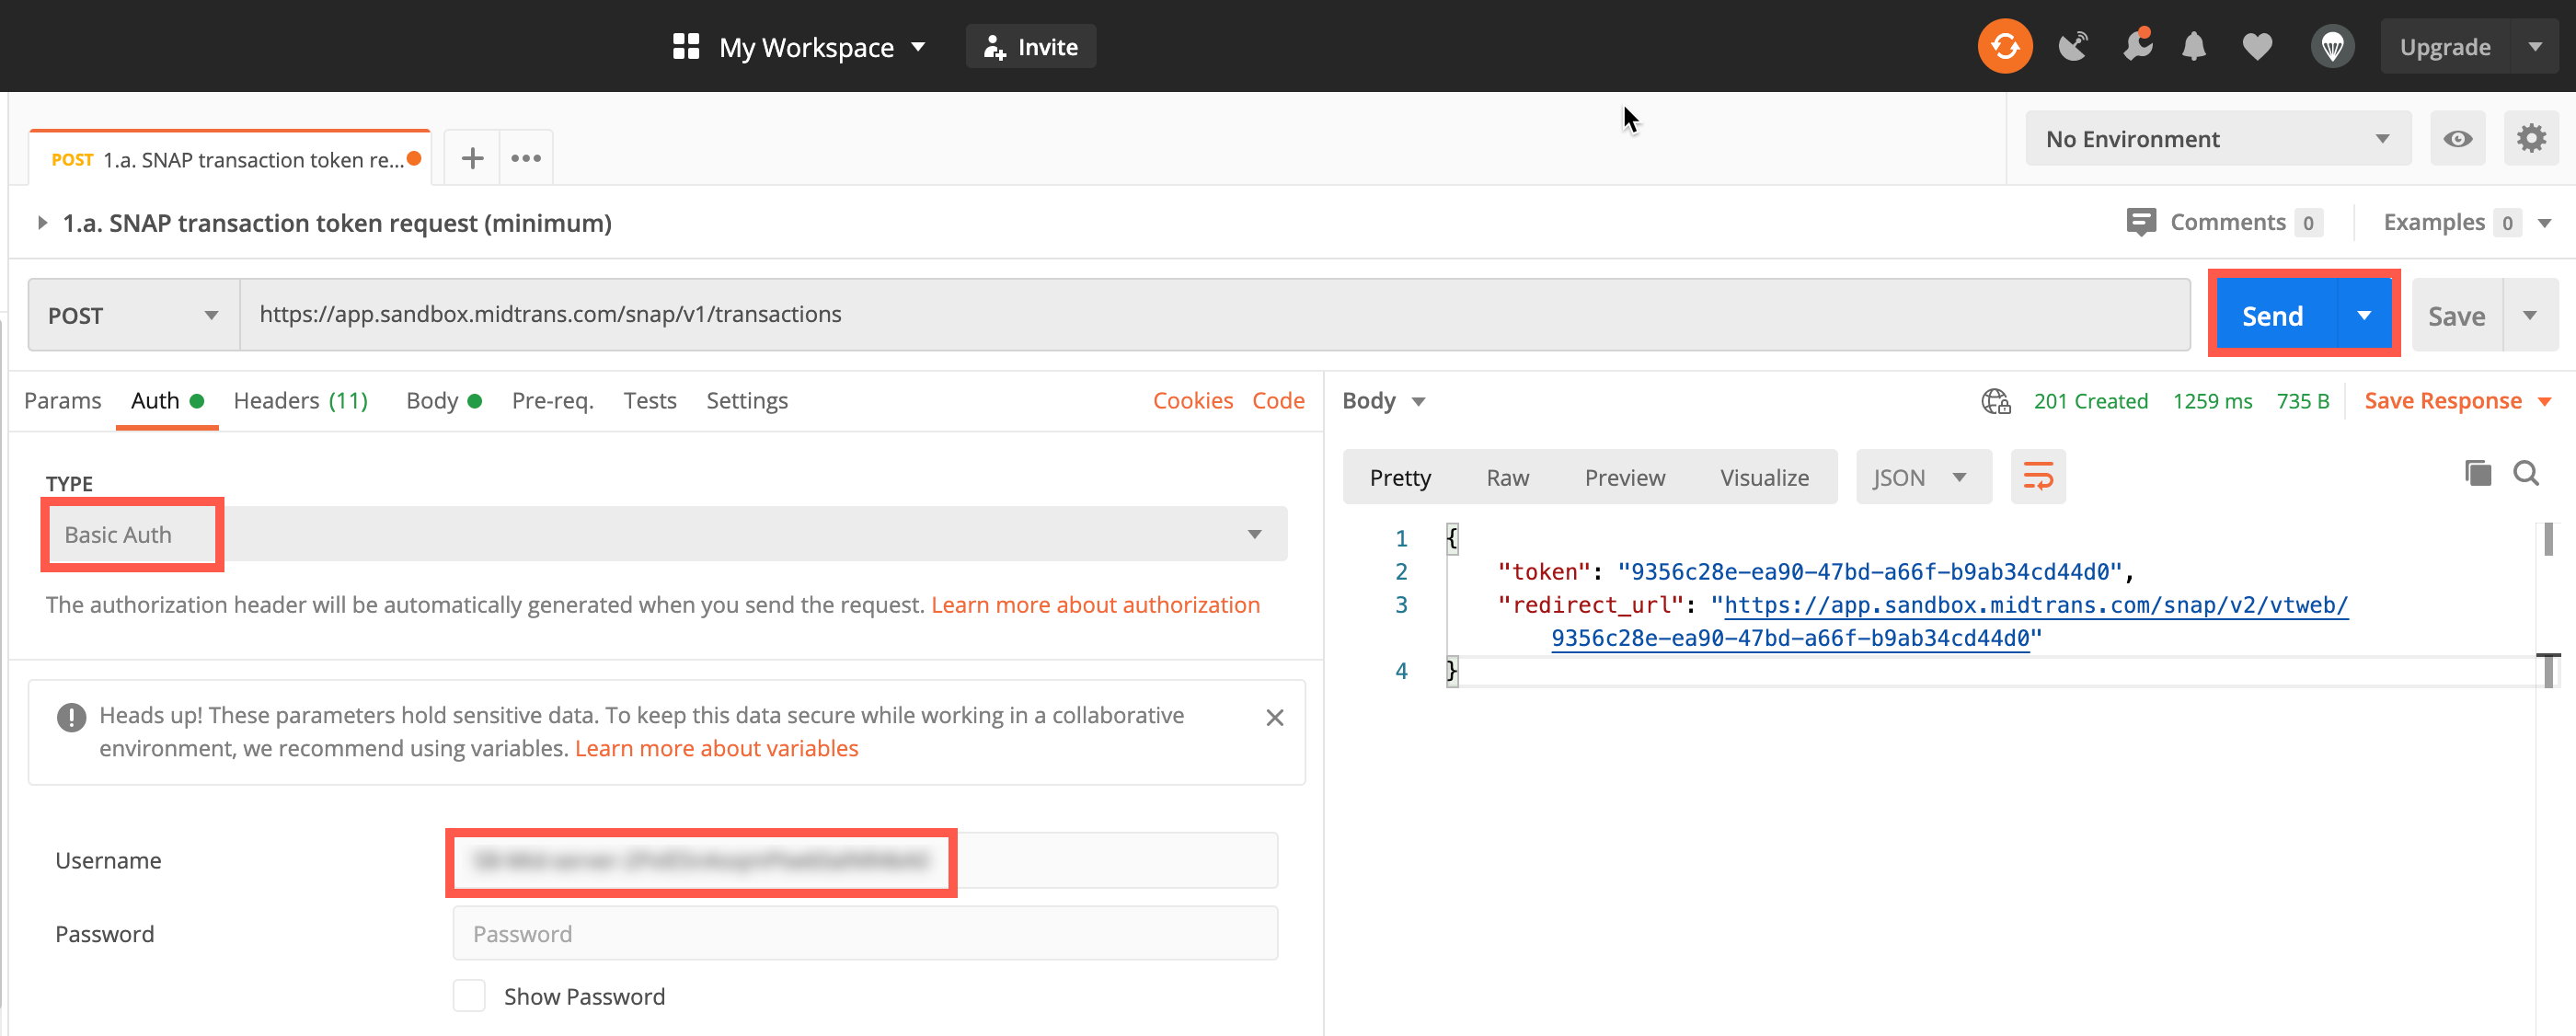 My Workspace
Invite
Upgrade
POST 1.a. SNAP transaction token re...
No Environment
1.a. SNAP transaction token request (minimum)
Comments 0
Examples 0
POST
https://app.sandbox.midtrans.com/snap/v1/transactions
Send
Save
Params Auth Headers (11) Body Pre-req. Tests Settings Cookies Code
Body
201 Created 1259 ms 735 B Save Response
TYPE
Basic Auth
The authorization header will be automatically generated when you send the request. Learn more about authorization
Heads up! These parameters hold sensitive data. To keep this data secure while working in a collaborative
environment, we recommend using variables. Learn more about variables
Username
Password
Password
Show Password
Pretty Raw Preview Visualize JSON
1 {
2 "token": "9356c28e-ea90-47bd-a66f-b9ab34cd44d0",
3 "redirect_url": "https://app.sandbox.midtrans.com/snap/v2/vtweb/
9356c28e-ea90-47bd-a66f-b9ab34cd44d0"
4 }